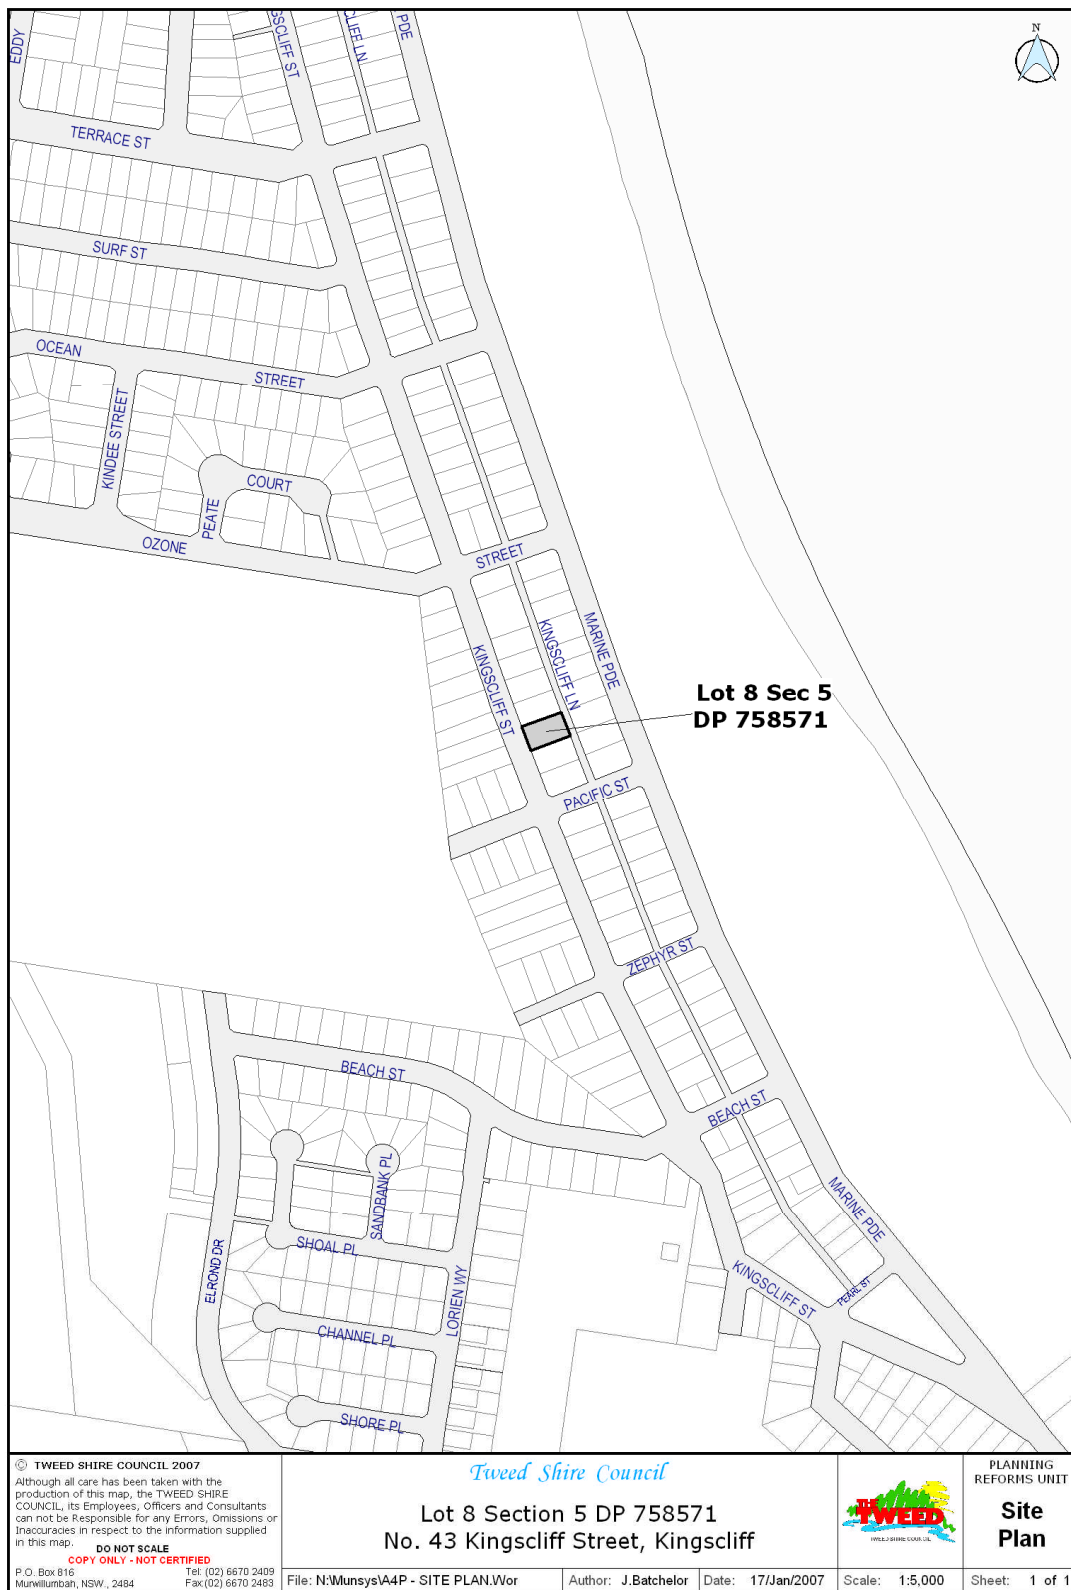 EDDY
GSCLIFF ST
CLIFF LN
PDE
N
TERRACE ST
SURF ST
OCEAN
STREET
KINDEE STREET
COURT
PEATE
OZONE
STREET
KINGSCLIFF ST
KINGSCLIFF LN
MARINE PDE
Lot 8 Sec 5
DP 758571
PACIFIC ST
ZEPHYR ST
BEACH ST
BEACH ST
SANDBANK PL
SHOAL PL
ELROND DR
LORIEN WY
CHANNEL PL
SHORE PL
MARINE PDE
KINGSCLIFF ST
PEARL ST
© TWEED SHIRE COUNCIL 2007
Although all care has been taken with the
production of this map, the TWEED SHIRE
COUNCIL, its Employees, Officers and Consultants
can not be Responsible for any Errors, Omissions or
Inaccuracies in respect to the information supplied
in this map.
DO NOT SCALE
COPY ONLY - NOT CERTIFIED
P.O. Box 816
Murwillumbah, NSW., 2484
Tel: (02) 6670 2409
Fax (02) 6670 2483
Tweed Shire Council
Lot 8 Section 5 DP 758571
No. 43 Kingscliff Street, Kingscliff
File: N:\Munsys\A4P - SITE PLAN.Wor
Author: J.Batchelor
Date: 17/Jan/2007
Scale: 1:5,000
Sheet: 1 of 1
THE
TWEED
TWEED SHIRE COUNCIL
PLANNING
REFORMS UNIT
Site
Plan